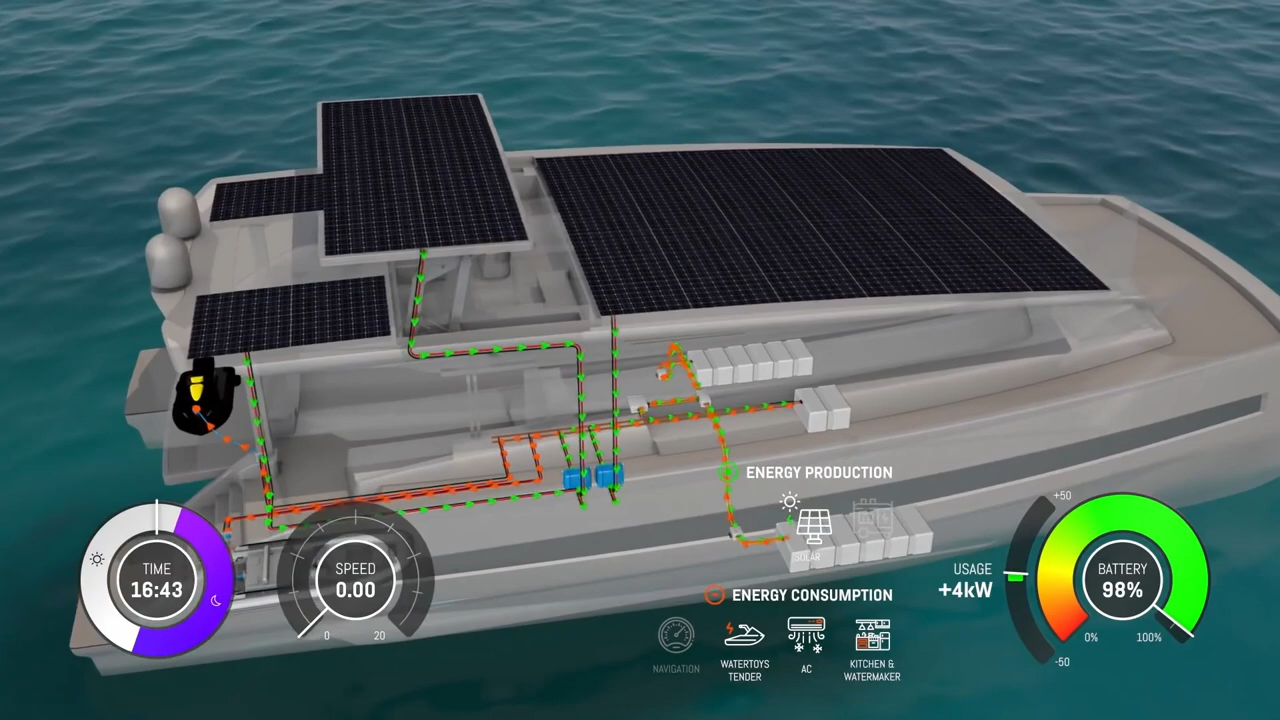 ENERGY PRODUCTION
SOLAR
TIME
16:43
SPEED
0.00
0
20
ENERGY CONSUMPTION
NAVIGATION
WATERTOYS
TENDER
AC
KITCHEN &
WATERMAKER
+50
USAGE
+4kW
-50
BATTERY
98%
0%
100%